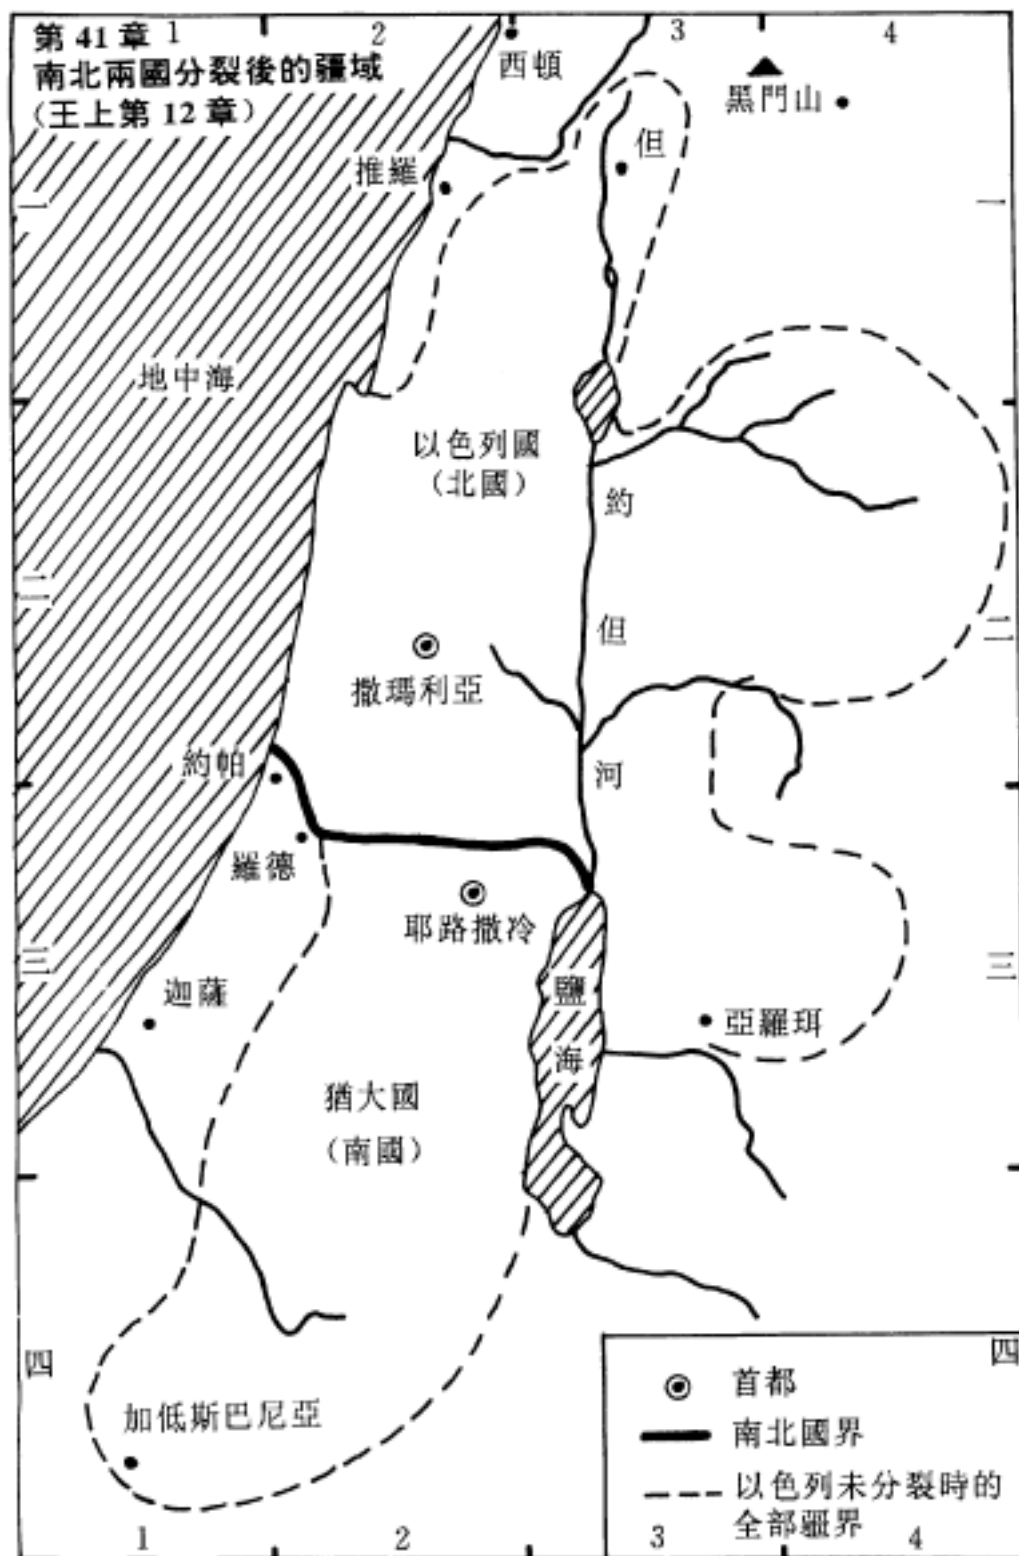 第 41 章
南北兩國分裂後的疆域
(王上第 12 章)
1
2
3
4
西頓
黑門山
但
推羅
一
一
地中海
以色列國
(北國)
約
但
河
二
二
撒瑪利亞
約帕
羅德
耶路撒冷
三
三
迦薩
鹽
海
亞羅珥
猶大國
(南國)
四
四
加低斯巴尼亞
首都
南北國界
以色列未分裂時的
全部疆界
1
2
3
4